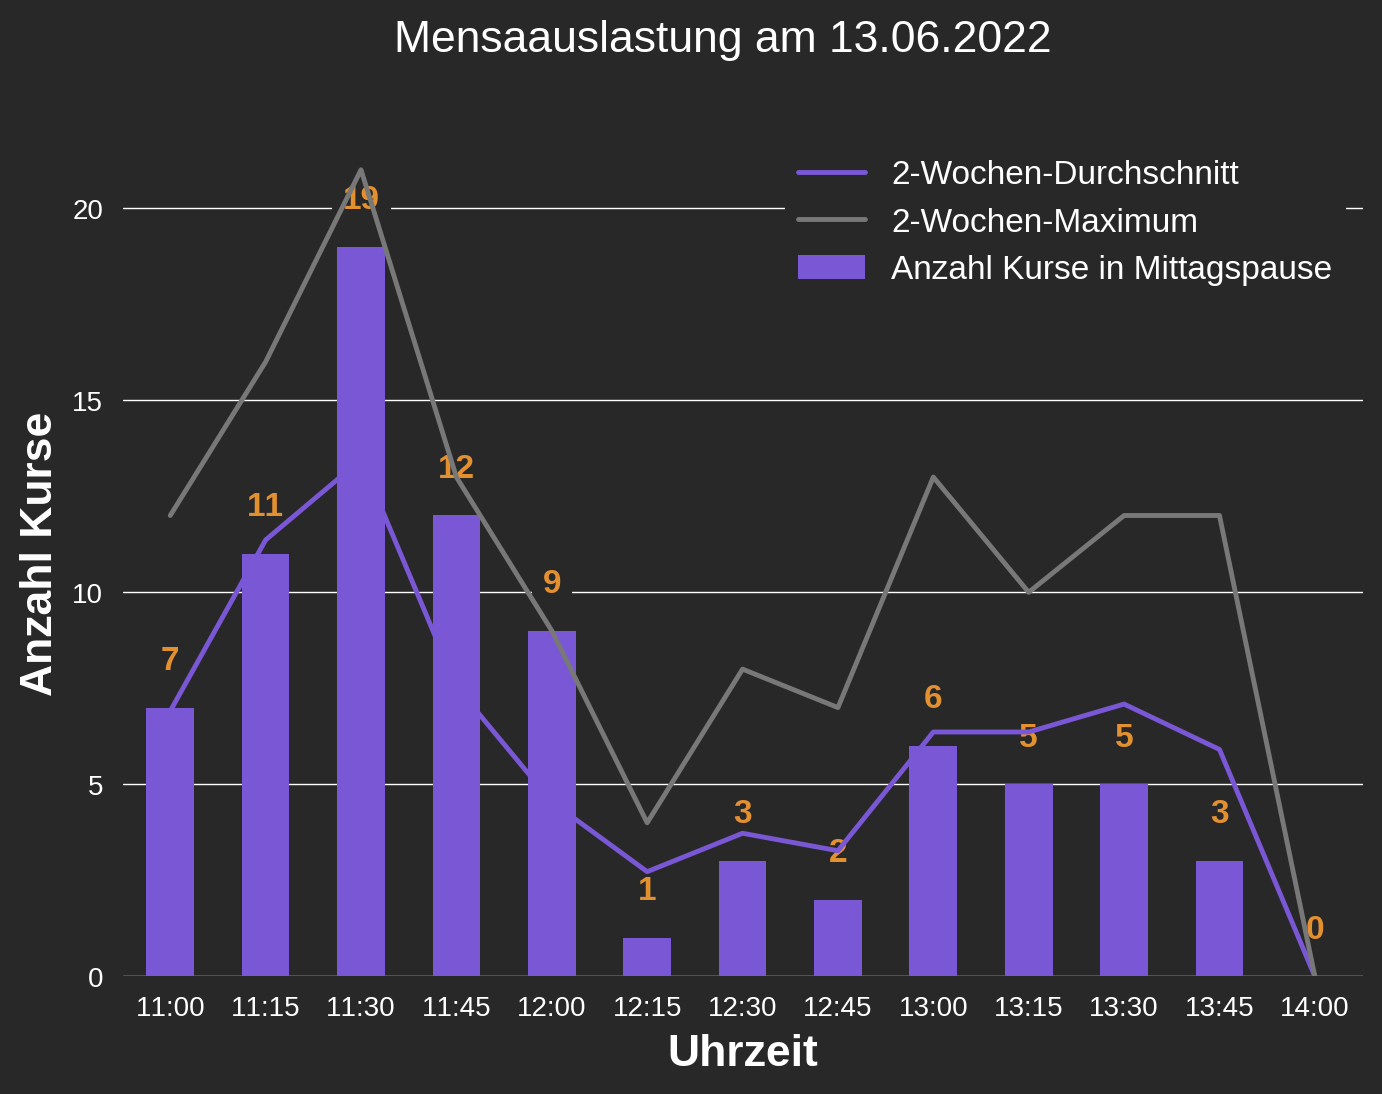 Mensaauslastung am 13.06.2022
2-Wochen-Durchschnitt
2-Wochen-Maximum
Anzahl Kurse in Mittagspause
Anzahl Kurse
20
15
10
5
0
7
11
19
12
9
1
3
2
6
5
5
3
0
11:00 11:15 11:30 11:45 12:00 12:15 12:30 12:45 13:00 13:15 13:30 13:45 14:00
Uhrzeit